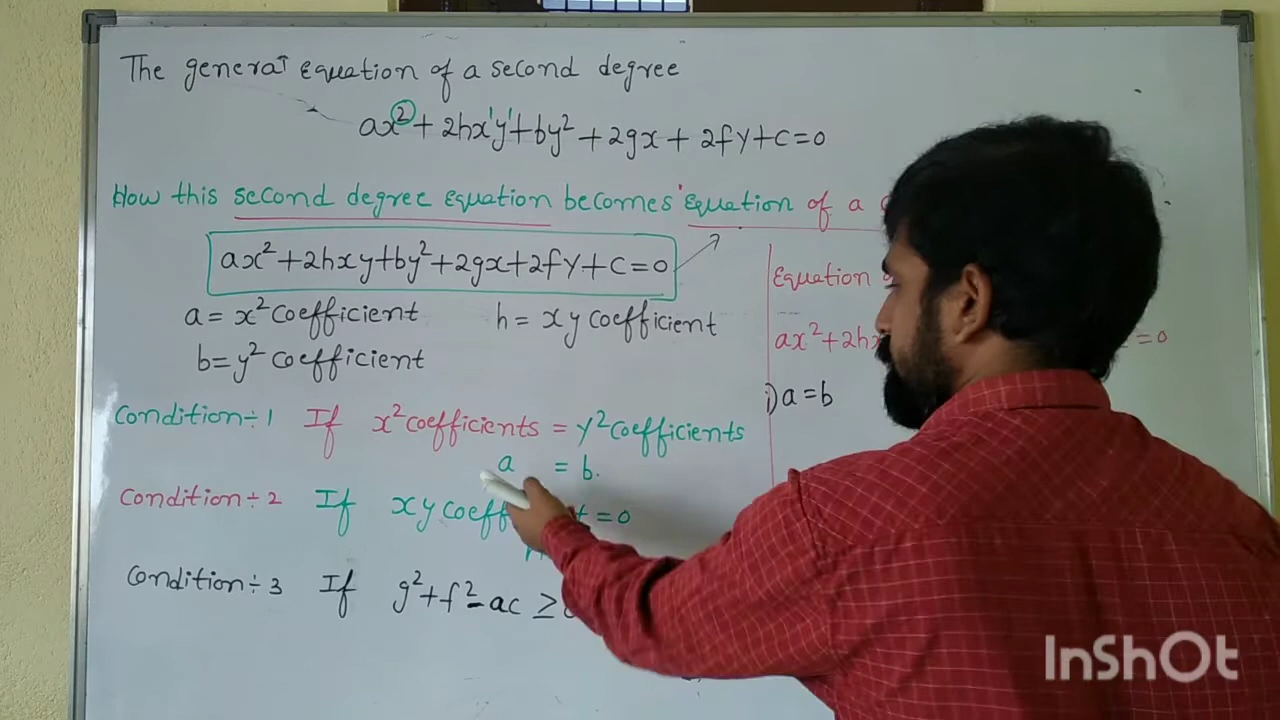 The general equation of a second degree
ax²+ 2hx'y'+by² + 2gx + 2fy+c=0
How this second degree equation becomes equation of a
ax²+2hxy+by²+2gx+2fy+c=0
a= x² coefficient
h= xy coefficient
b= y² coefficient
Condition÷1 If x² coefficients = y² coefficients
a = b.
Condition÷2 If xy =0
Condition÷3 If g²+f²-ac ≥
Equation
ax²+2hx =0
i) a=b
InShOt